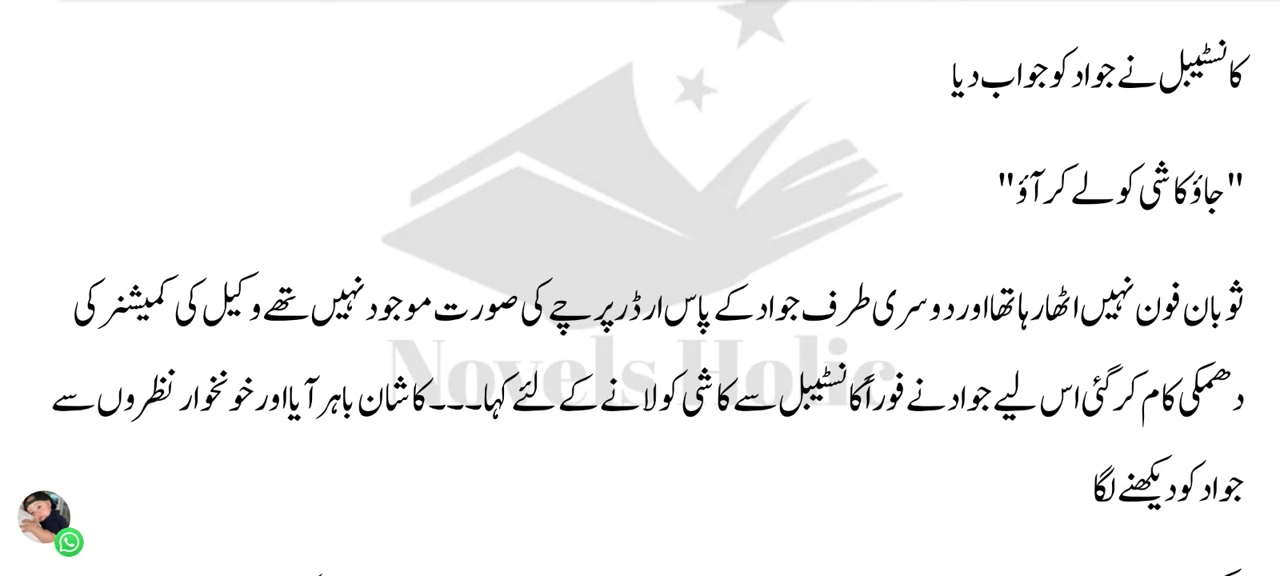 کانسٹیبل نے جواد کو جواب دیا
"جاؤ کاشی کو لے کر آؤ"
ثوبان فون نہیں اٹھا رہا تھا اور دوسری طرف جواد کے پاس ارڈر پرچے کی صورت موجود نہیں تھے وکیل کی کمیشنر کی
دھمکی کام کر گئی اس لیے جواد نے فوراً کانسٹیبل سے کاشی کو لانے کے لئے کہا۔۔۔ کاشان باہر آیا اور خونخوار نظروں سے
جواد کو دیکھنے لگا
Novels Holic